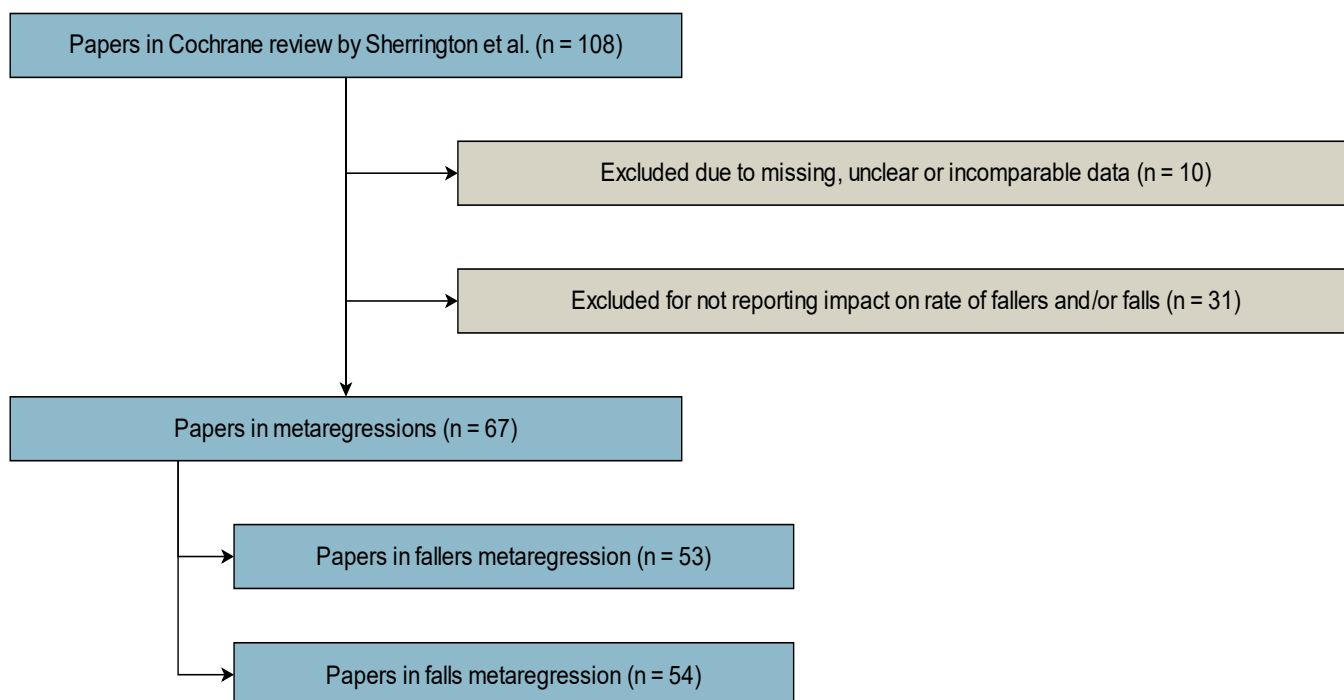 Papers in Cochrane review by Sherrington et al. (n = 108)
Excluded due to missing, unclear or incomparable data (n = 10)
Excluded for not reporting impact on rate of fallers and/or falls (n = 31)
Papers in metaregressions (n = 67)
Papers in fallers metaregression (n = 53)
Papers in falls metaregression (n = 54)